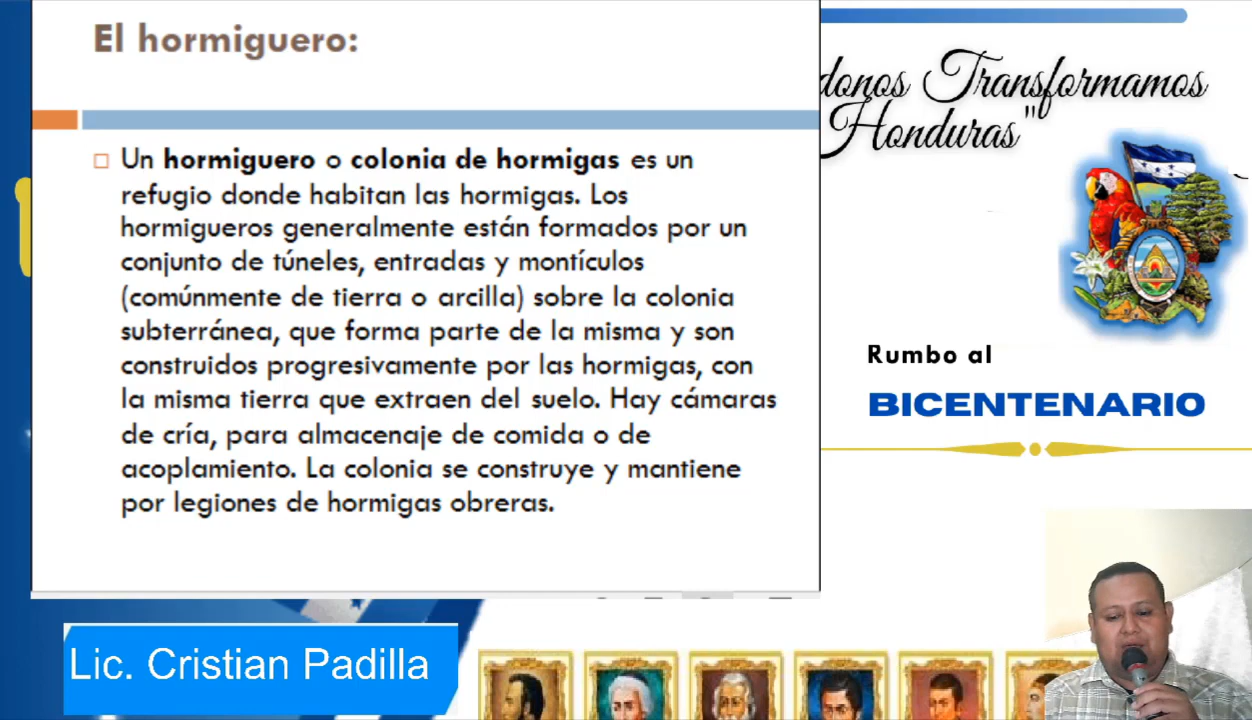 El hormiguero:
Un hormiguero o colonia de hormigas es un
refugio donde habitan las hormigas. Los
hormigueros generalmente están formados por un
conjunto de túneles, entradas y montículos
(comúnmente de tierra o arcilla) sobre la colonia
subterránea, que forma parte de la misma y son
construidos progresivamente por las hormigas, con
la misma tierra que extraen del suelo. Hay cámaras
de cría, para almacenaje de comida o de
acoplamiento. La colonia se construye y mantiene
por legiones de hormigas obreras.
donos Transformamos
Honduras"
Rumbo al
BICENTENARIO
Lic. Cristian Padilla